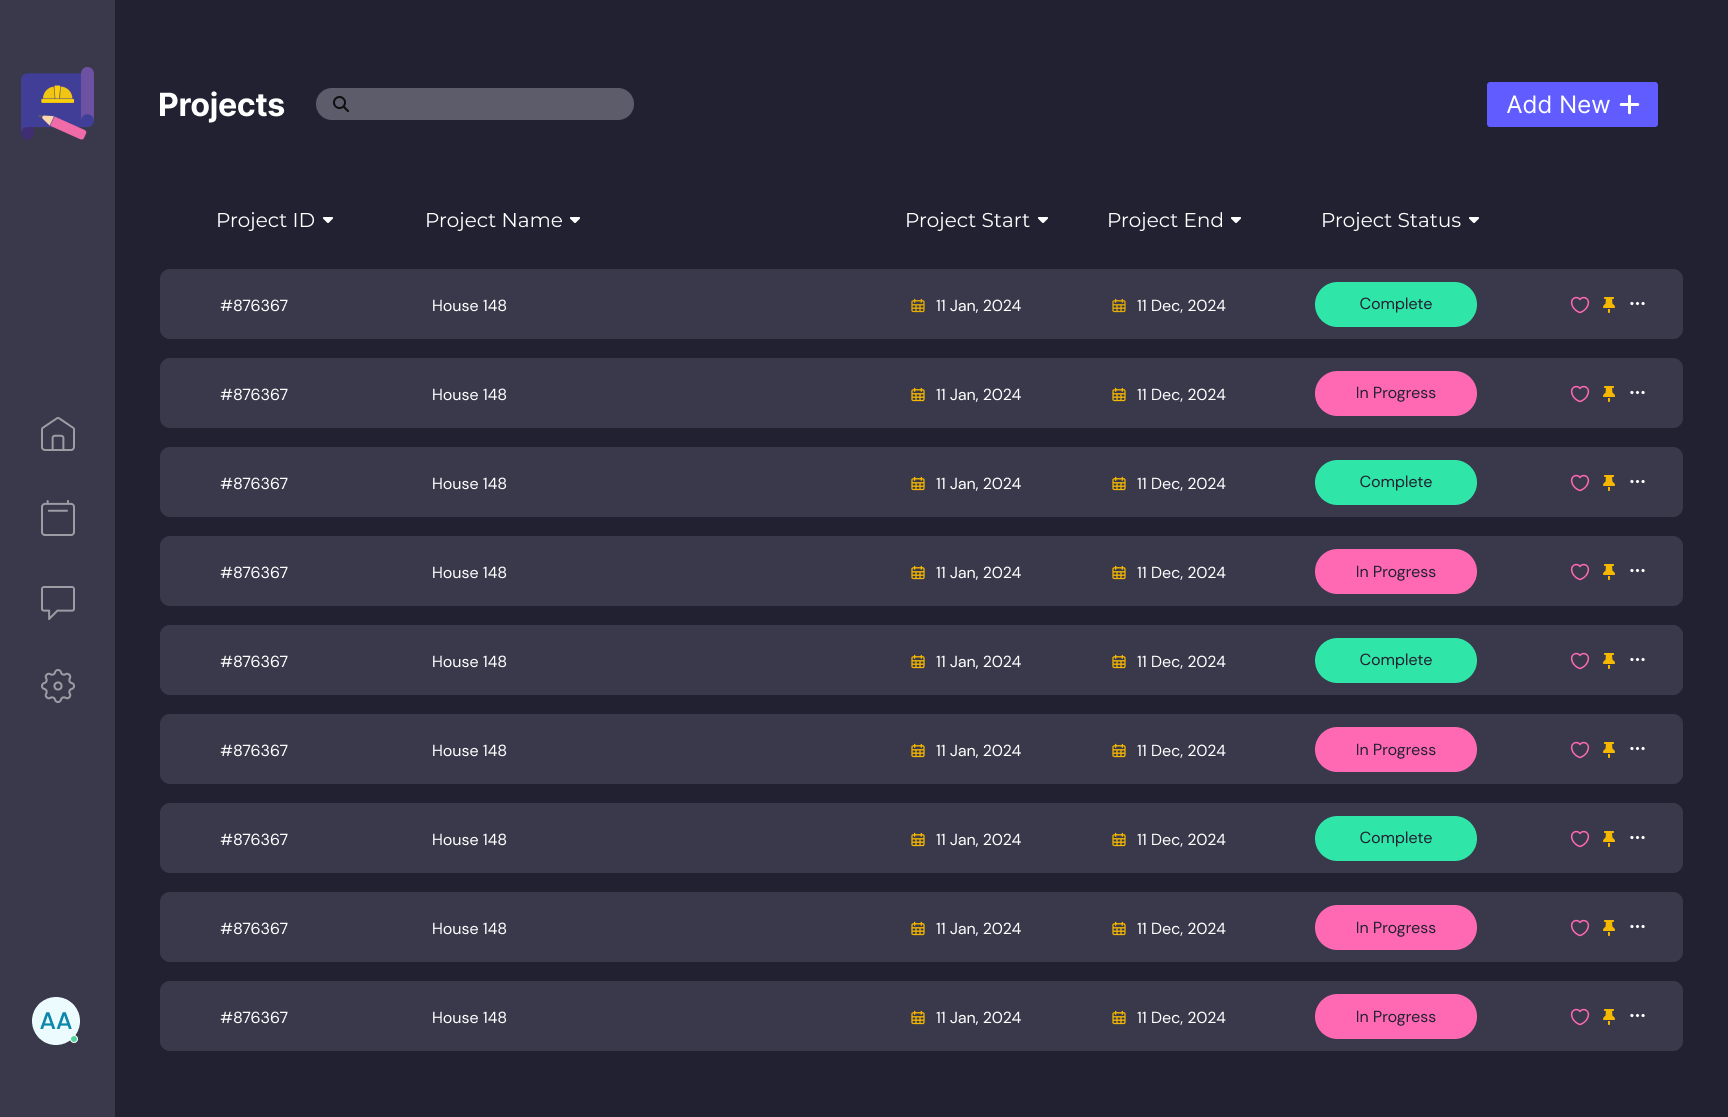 Projects
Add New
Project ID Project Name Project Start Project End Project Status
#876367 House 148 11 Jan, 2024 11 Dec, 2024 Complete
#876367 House 148 11 Jan, 2024 11 Dec, 2024 In Progress
#876367 House 148 11 Jan, 2024 11 Dec, 2024 Complete
#876367 House 148 11 Jan, 2024 11 Dec, 2024 In Progress
#876367 House 148 11 Jan, 2024 11 Dec, 2024 Complete
#876367 House 148 11 Jan, 2024 11 Dec, 2024 In Progress
#876367 House 148 11 Jan, 2024 11 Dec, 2024 Complete
#876367 House 148 11 Jan, 2024 11 Dec, 2024 In Progress
#876367 House 148 11 Jan, 2024 11 Dec, 2024 In Progress
AA